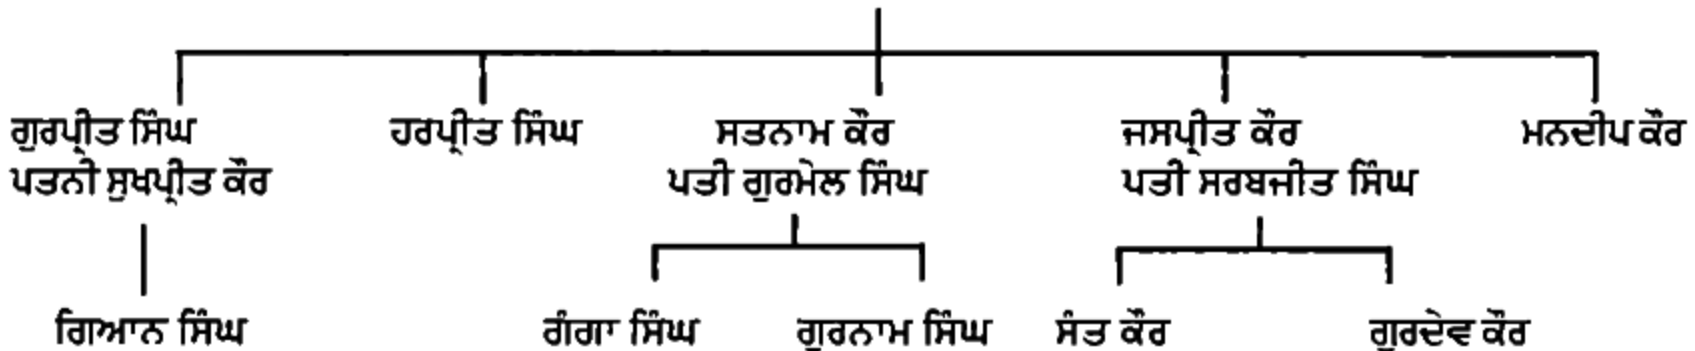 ਗੁਰਪ੍ਰੀਤ ਸਿੰਘ ਹਰਪ੍ਰੀਤ ਸਿੰਘ ਸਤਨਾਮ ਕੌਰ ਜਸਪ੍ਰੀਤ ਕੌਰ ਮਨਦੀਪ ਕੌਰ
ਪਤਨੀ ਸੁਖਪ੍ਰੀਤ ਕੌਰ ਪਤੀ ਗੁਰਮੇਲ ਸਿੰਘ ਪਤੀ ਸਰਬਜੀਤ ਸਿੰਘ
ਗਿਆਨ ਸਿੰਘ ਗੰਗਾ ਸਿੰਘ ਗੁਰਨਾਮ ਸਿੰਘ ਸੰਤ ਕੌਰ ਗੁਰਦੇਵ ਕੌਰ